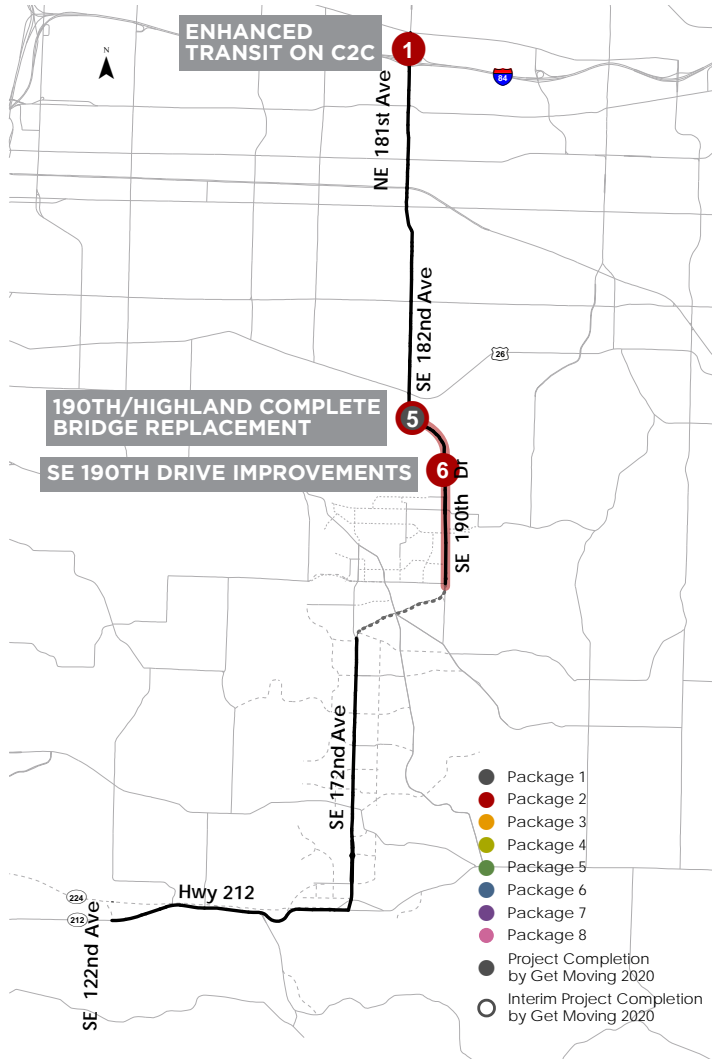 ENHANCED
TRANSIT ON C2C
1
N
84
NE 181st Ave
SE 182nd Ave
26
190TH/HIGHLAND COMPLETE
BRIDGE REPLACEMENT
5
SE 190TH DRIVE IMPROVEMENTS
6
SE 190th Dr
SE 172nd Ave
Package 1
Package 2
Package 3
Package 4
Package 5
Package 6
Package 7
Package 8
Project Completion
by Get Moving 2020
Interim Project Completion
by Get Moving 2020
224
Hwy 212
212
SE 122nd Ave